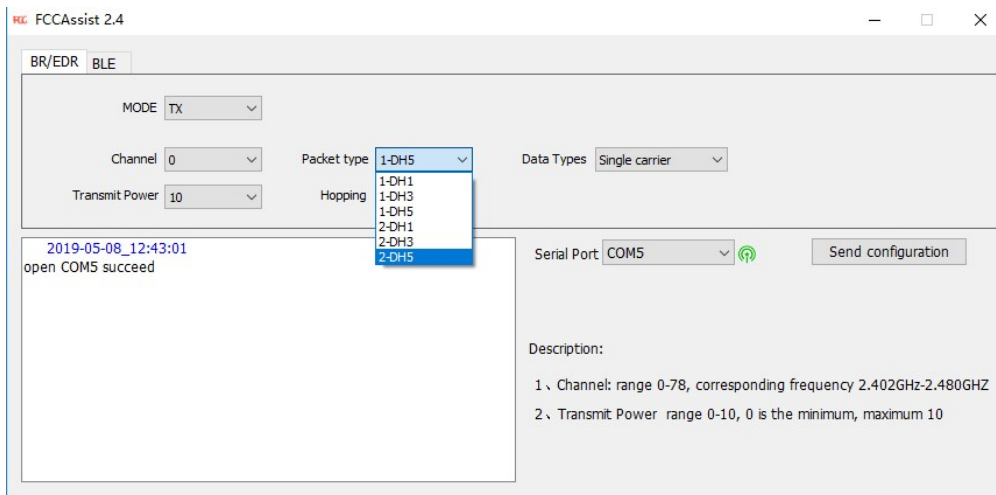 FCC FCCAssist 2.4
BR/EDR BLE
MODE TX
Channel 0 Packet type 1-DH5 Data Types Single carrier
Transmit Power 10 Hopping
1-DH1
1-DH3
1-DH5
2-DH1
2-DH3
2-DH5
2019-05-08_12:43:01
open COM5 succeed
Serial Port COM5 Send configuration
Description:
1、Channel: range 0-78, corresponding frequency 2.402GHz-2.480GHZ
2、Transmit Power range 0-10, 0 is the minimum, maximum 10